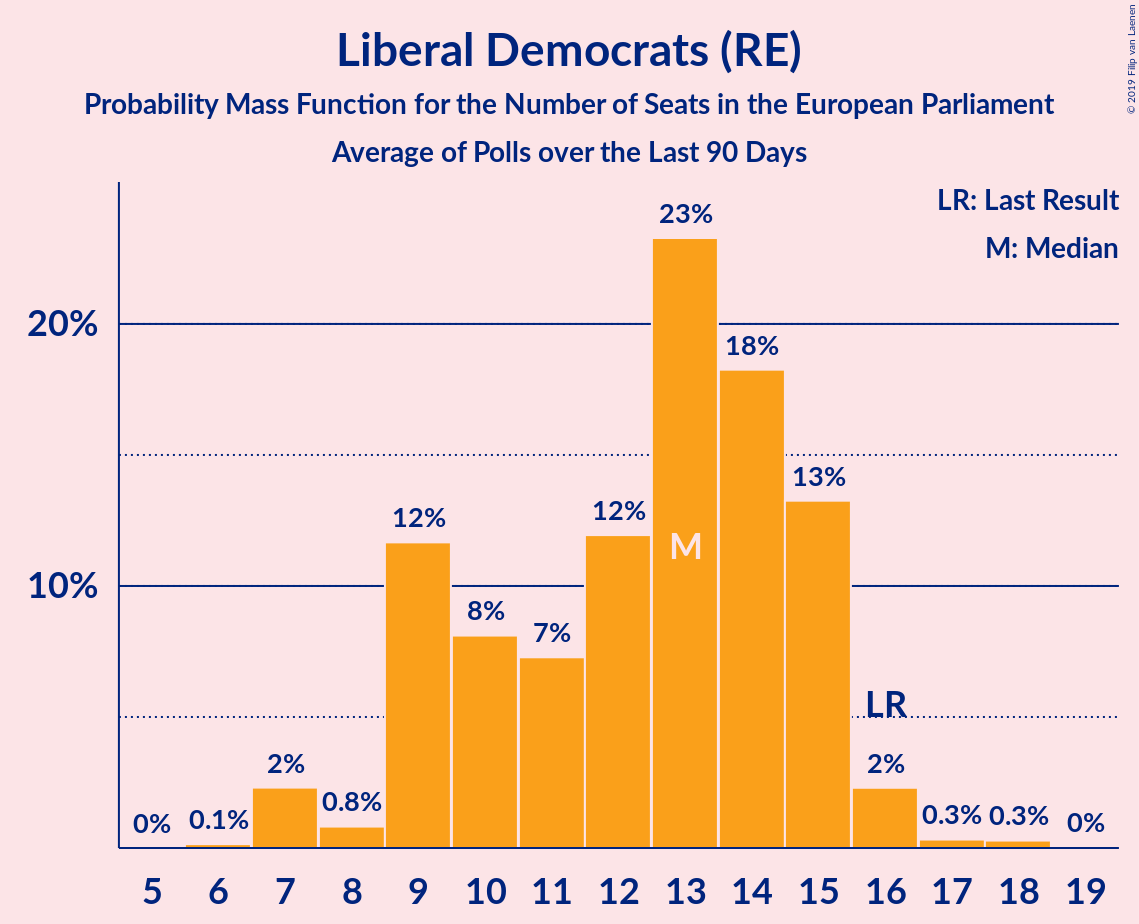 Liberal Democrats (RE)
Probability Mass Function for the Number of Seats in the European Parliament
Average of Polls over the Last 90 Days
© 2019 Filip van Laenen
LR: Last Result
M: Median
20%
10%
0%
0.1%
2%
0.8%
12%
8%
7%
12%
23%
18%
13%
2%
0.3%
0.3%
0%
M
LR
5 6 7 8 9 10 11 12 13 14 15 16 17 18 19